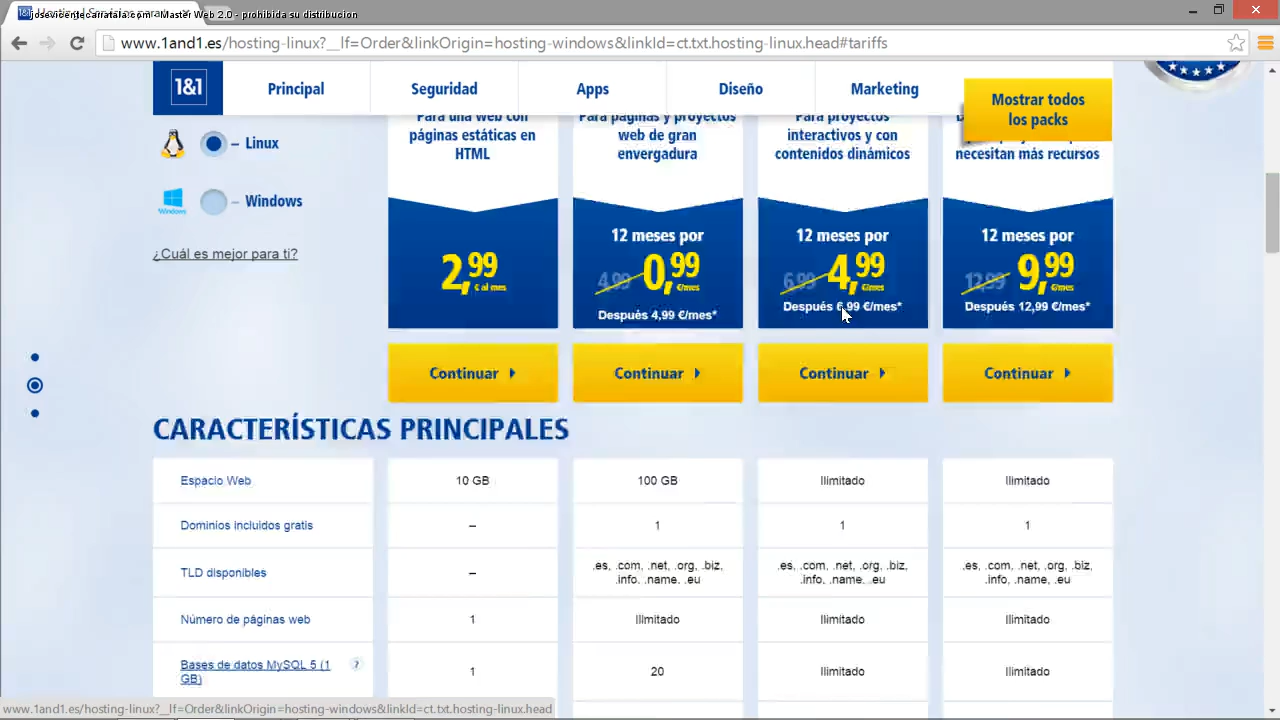 jdescargjeGratisla.com - Master Web 2.0 - prohibida su distribucion
www.1and1.es/hosting-linux?__lf=Order&linkOrigin=hosting-windows&linkId=ct.txt.hosting-linux.head#tariffs
1&1
Principal
Seguridad
Apps
Diseño
Marketing
Mostrar todos
los packs
Linux
Windows
Windows
¿Cuál es mejor para ti?
Para una web con
páginas estáticas en
HTML
Para páginas y proyectos
web de gran
envergadura
Para proyectos
interactivos y con
contenidos dinámicos
necesitan más recursos
2,99
€ al mes
12 meses por
4,99 0,99
€/mes
Después 4,99 €/mes*
12 meses por
6,99 4,99
€/mes
Después 6,99 €/mes*
12 meses por
12,99 9,99
€/mes
Después 12,99 €/mes*
Continuar
Continuar
Continuar
Continuar
CARACTERÍSTICAS PRINCIPALES
Espacio Web 10 GB 100 GB Ilimitado Ilimitado
Dominios incluidos gratis – 1 1 1
TLD disponibles – .es, .com, .net, .org, .biz, .info, .name, .eu .es, .com, .net, .org, .biz, .info, .name, .eu .es, .com, .net, .org, .biz, .info, .name, .eu
Número de páginas web 1 Ilimitado Ilimitado Ilimitado
Bases de datos MySQL 5 (1 GB) ? 1 20 Ilimitado Ilimitado
www.1and1.es/hosting-linux?__lf=Order&linkOrigin=hosting-windows&linkId=ct.txt.hosting-linux.head